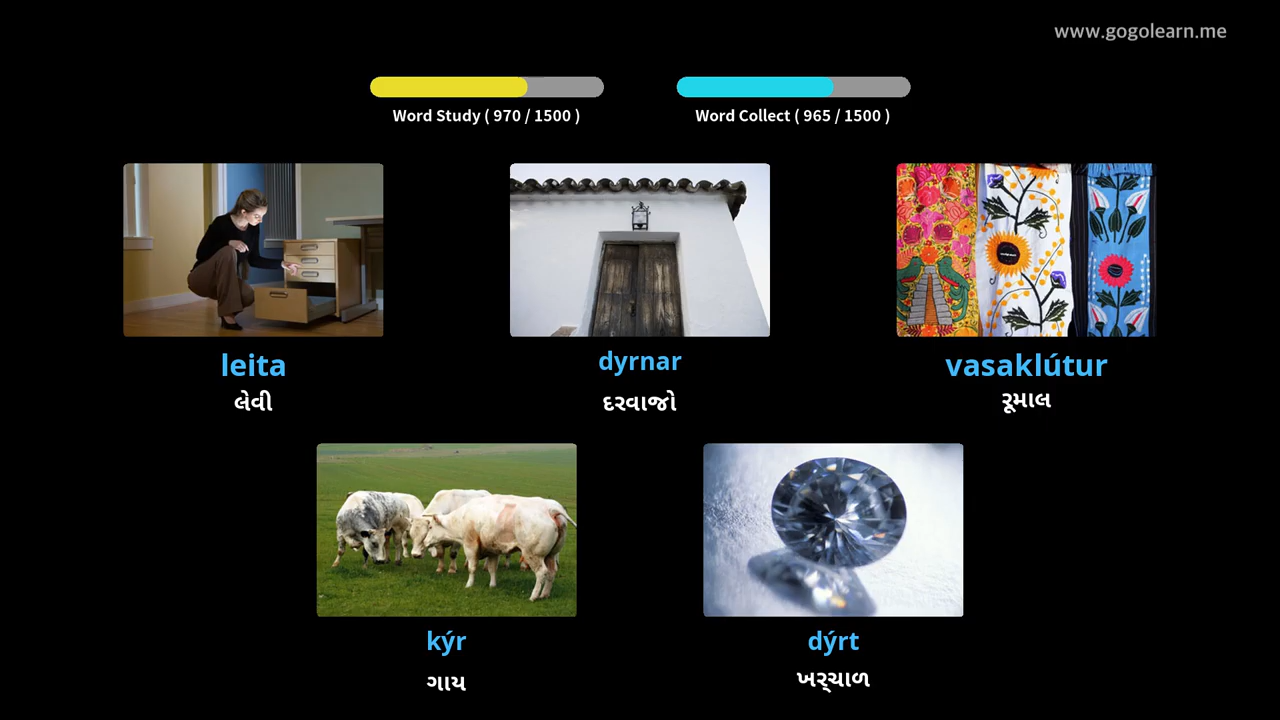 www.gogolearn.me
Word Study ( 970 / 1500 )
Word Collect ( 965 / 1500 )
leita
લેવી
dyrnar
દરવાજો
vasaklútur
રૂમાલ
kýr
ગાય
dýrt
ખર્ચાળ